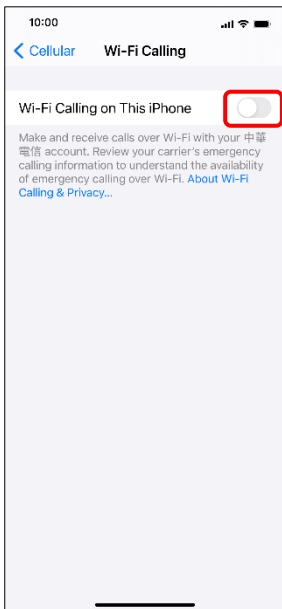 10:00
Cellular Wi-Fi Calling
Wi-Fi Calling on This iPhone
Make and receive calls over Wi-Fi with your 中華
電信 account. Review your carrier's emergency
calling information to understand the availability
of emergency calling over Wi-Fi. About Wi-Fi
Calling & Privacy...